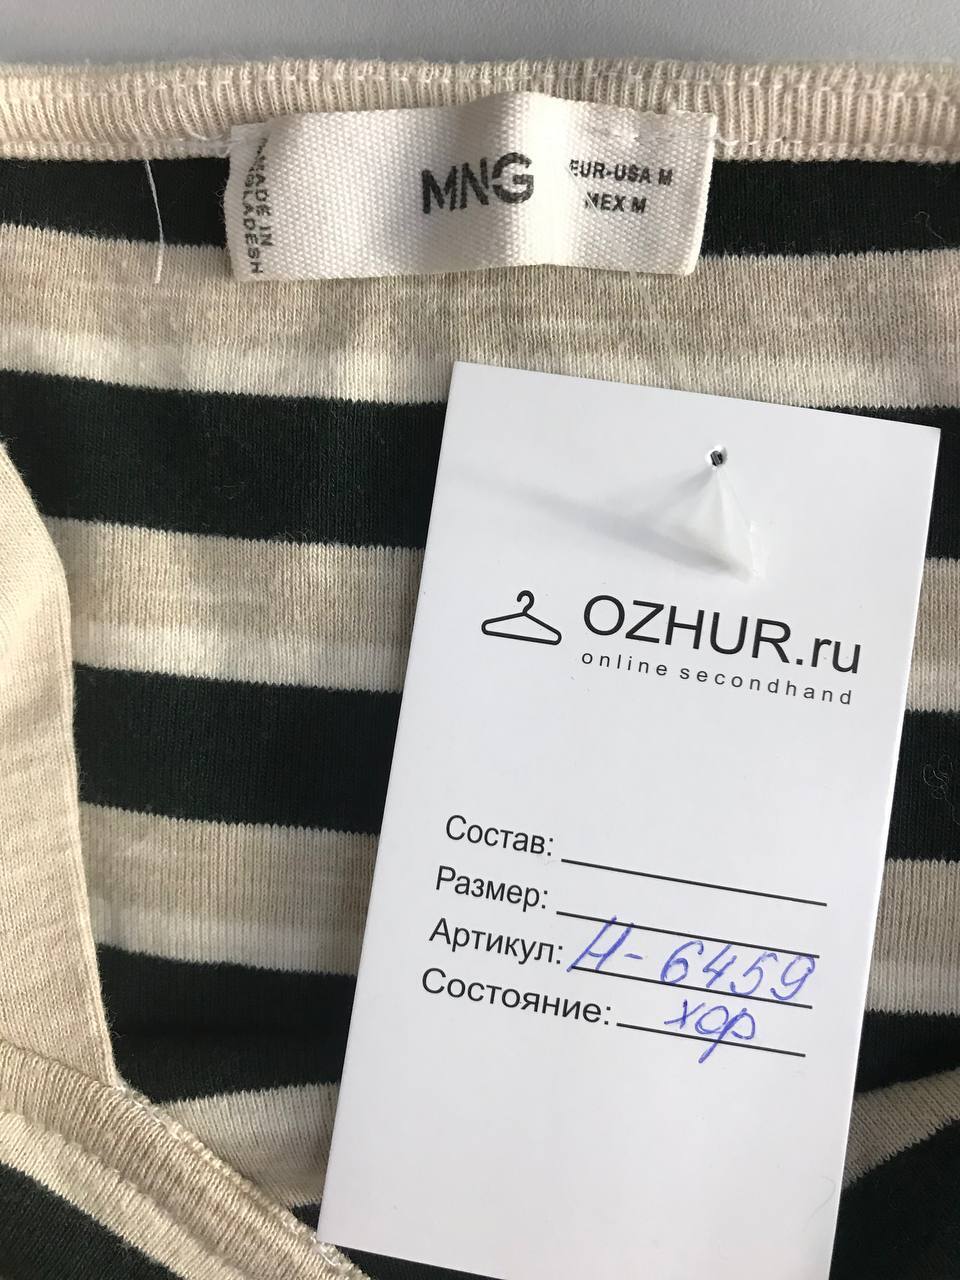 MADE IN
BANGLADESH
MNG
EUR-USA M
MEX M
OZHUR.ru
online secondhand
Состав:
Размер:
Артикул: Н-6459
Состояние: хор